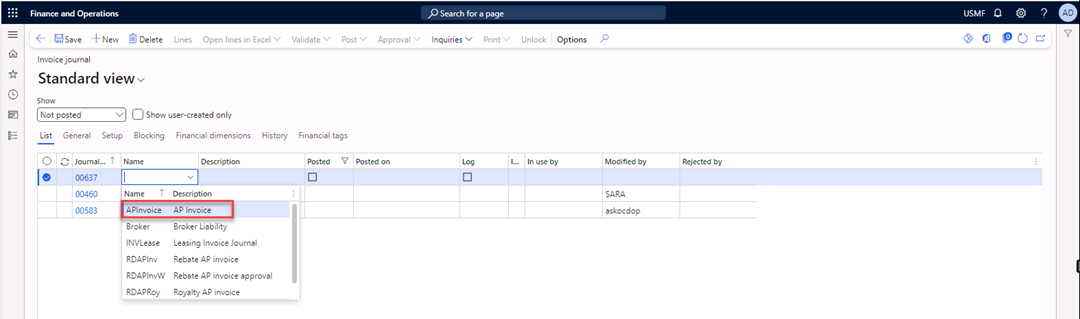 Finance and Operations Search for a page USMF ? AD
Save New Delete Lines Open lines in Excel Validate Post Approval Inquiries Print Unlock Options 0
Invoice journal
Standard view
Show
Not posted Show user-created only
List General Setup Blocking Financial dimensions History Financial tags
Journal... Name Description Posted Posted on Log I... In use by Modified by Rejected by
00637
Name Description
00460 SARA
APInvoice AP Invoice
00583 askocdop
Broker Broker Liability
INVLease Leasing Invoice Journal
RDAPInv Rebate AP invoice
RDAPInvW Rebate AP invoice approval
RDAPRoy Royalty AP invoice